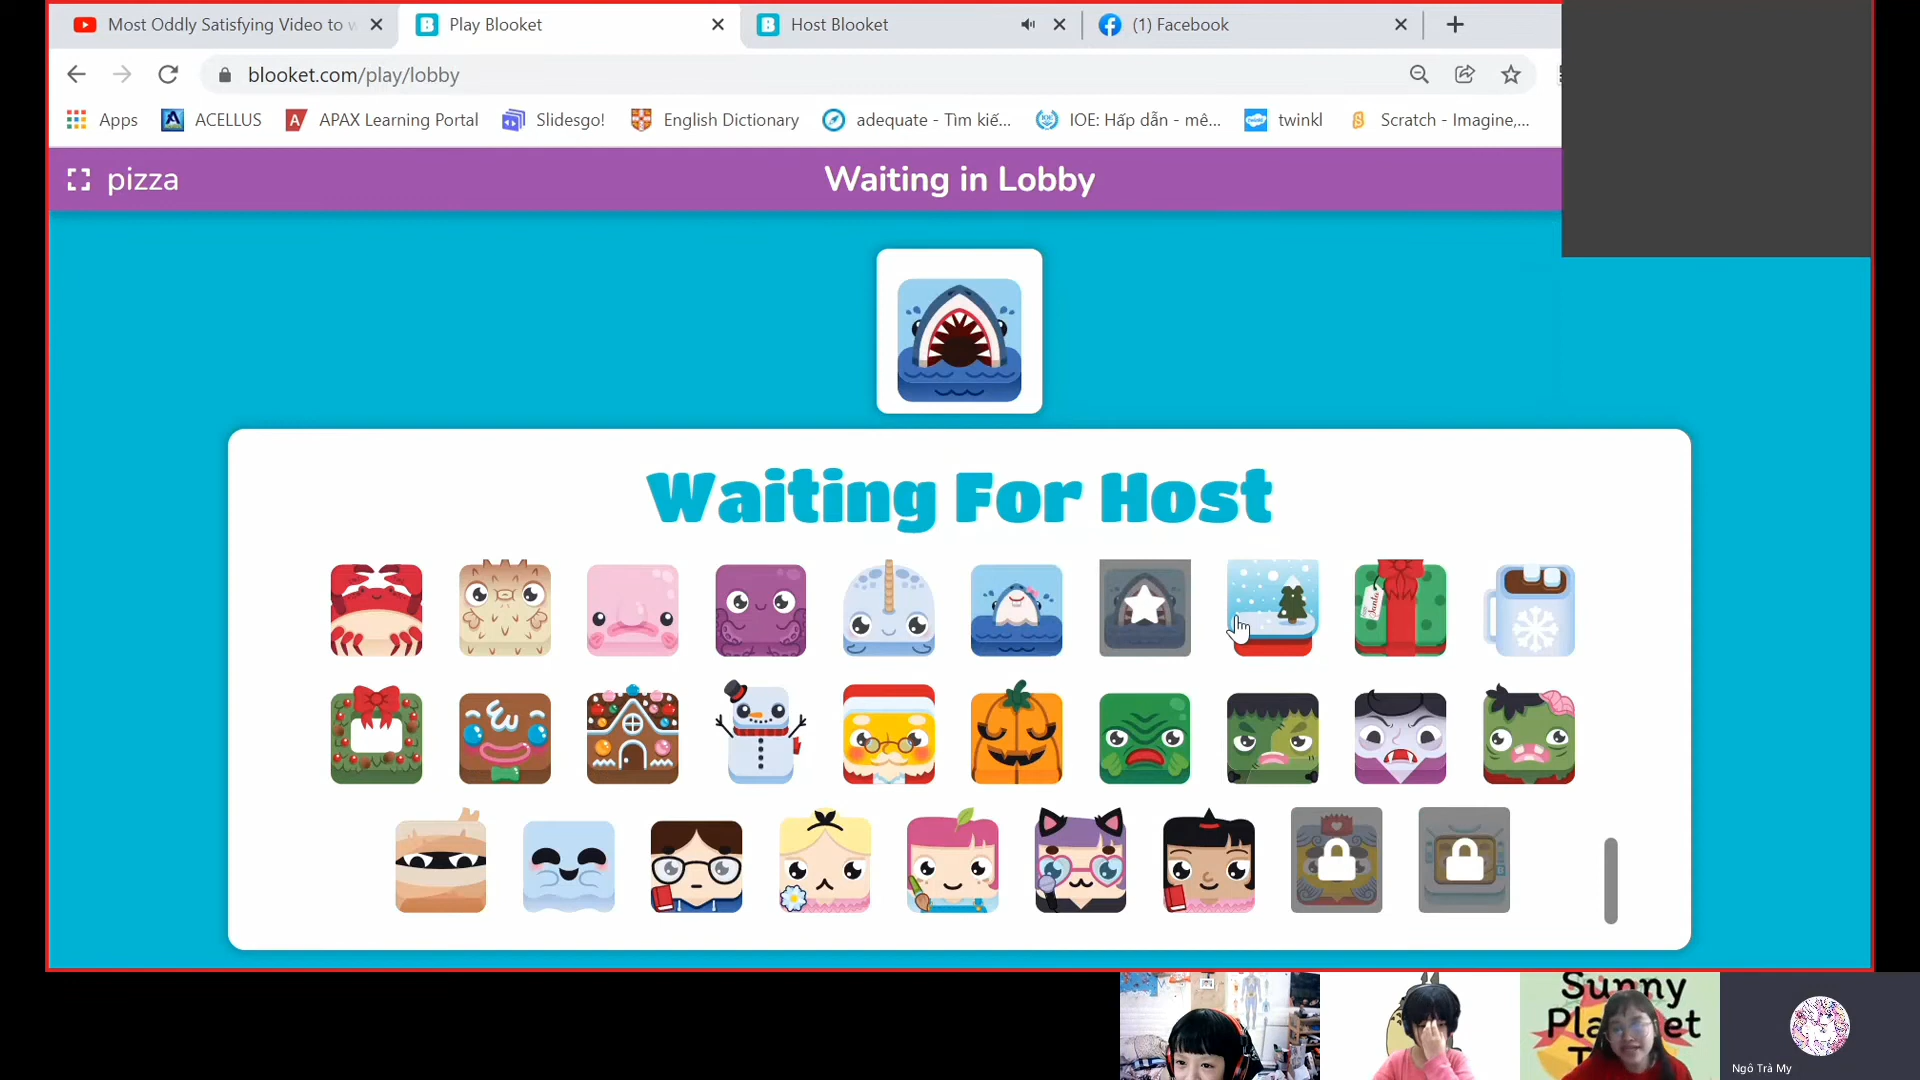 Most Oddly Satisfying Video to w
Play Blooket
Host Blooket
(1) Facebook
blooket.com/play/lobby
Apps
ACELLUS
APAX Learning Portal
Slidesgo!
English Dictionary
adequate - Tìm kiế...
IOE: Hấp dẫn - mê...
twinkl
Scratch - Imagine,...
pizza
Waiting in Lobby
Waiting For Host
Santa
Sunny
Ngô Trà My